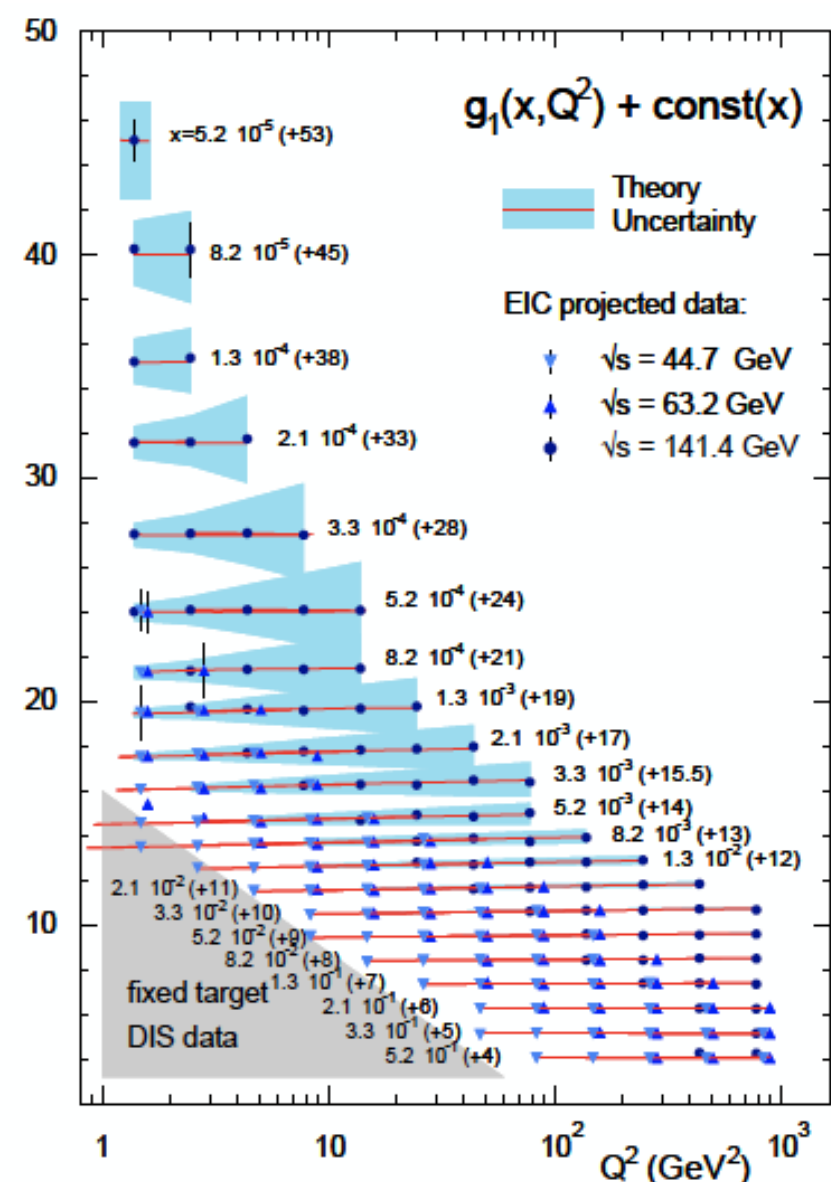 50
40
30
20
10
g₁(x,Q²) + const(x)
Theory
Uncertainty
EIC projected data:
√s = 44.7 GeV
√s = 63.2 GeV
√s = 141.4 GeV
x=5.2 10⁻⁵ (+53)
8.2 10⁻⁵ (+45)
1.3 10⁻⁴ (+38)
2.1 10⁻⁴ (+33)
3.3 10⁻⁴ (+28)
5.2 10⁻⁴ (+24)
8.2 10⁻⁴ (+21)
1.3 10⁻³ (+19)
2.1 10⁻³ (+17)
3.3 10⁻³ (+15.5)
5.2 10⁻³ (+14)
8.2 10⁻³ (+13)
1.3 10⁻² (+12)
2.1 10⁻² (+11)
3.3 10⁻² (+10)
5.2 10⁻² (+9)
8.2 10⁻² (+8)
1.3 10⁻¹ (+7)
2.1 10⁻¹ (+6)
3.3 10⁻¹ (+5)
5.2 10⁻¹ (+4)
fixed target
DIS data
1
10
10²
10³
Q² (GeV²)